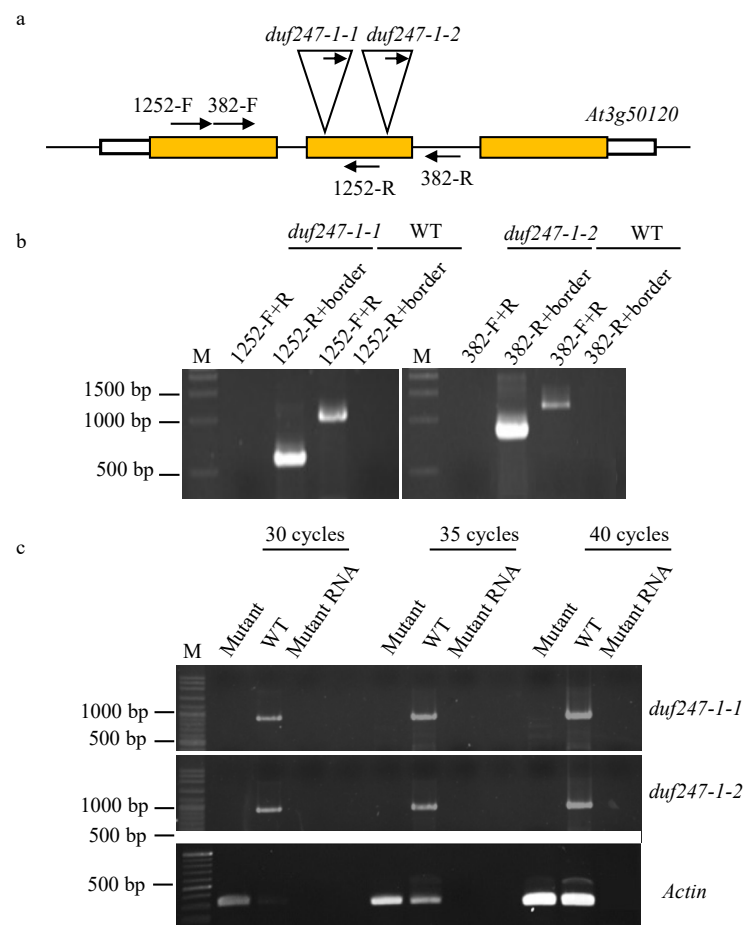 a
duf247-1-1 duf247-1-2
1252-F 382-F
At3g50120
1252-R
382-R
b
duf247-1-1 WT duf247-1-2 WT
M 1252-F+R 1252-R+border 1252-F+R 1252-R+border M 382-F+R 382-R+border 382-F+R 382-R+border
1500 bp
1000 bp
500 bp
c
30 cycles 35 cycles 40 cycles
M Mutant WT Mutant RNA Mutant WT Mutant RNA Mutant WT Mutant RNA
1000 bp
duf247-1-1
500 bp
duf247-1-2
1000 bp
500 bp
500 bp
Actin